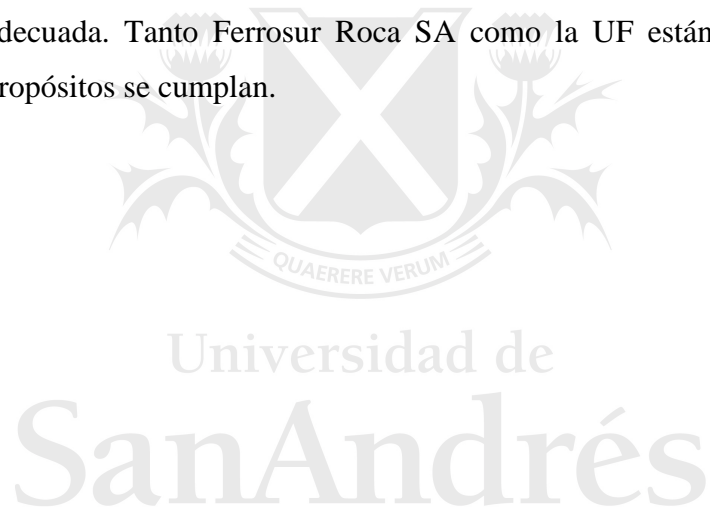 decuada. Tanto Ferrosur Roca SA como la UF están
ropósitos se cumplan.
QUAERERE VERUM
Universidad de
SanAndrés